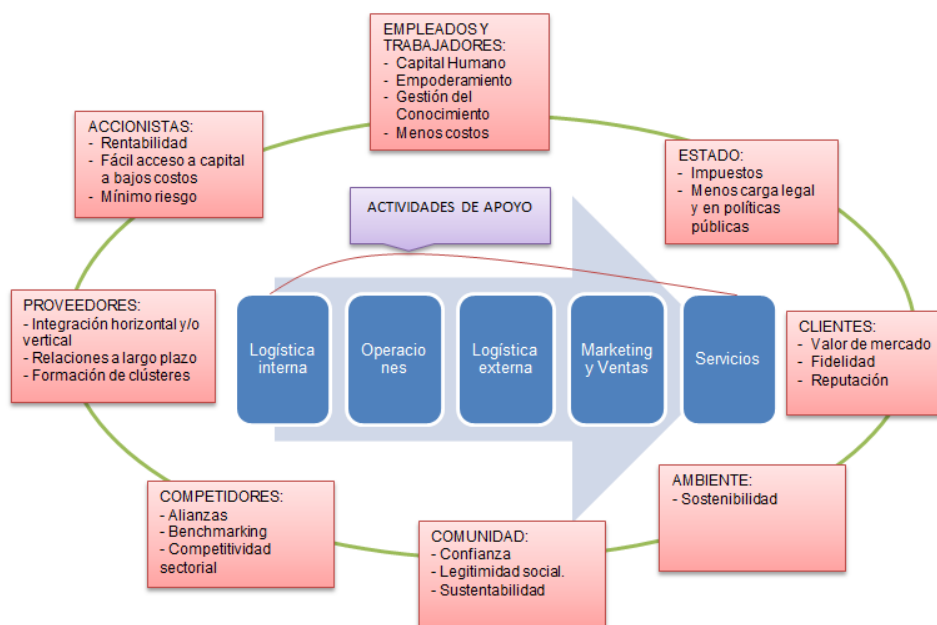 EMPLEADOS Y
TRABAJADORES:
- Capital Humano
- Empoderamiento
- Gestión del
Conocimiento
- Menos costos
ACCIONISTAS:
- Rentabilidad
- Fácil acceso a capital
a bajos costos
- Mínimo riesgo
ESTADO:
- Impuestos
- Menos carga legal
y en políticas
públicas
ACTIVIDADES DE APOYO
PROVEEDORES:
- Integración horizontal y/o
vertical
- Relaciones a largo plazo
- Formación de clústeres
Logística
interna
Operacio
nes
Logística
externa
Marketing
y Ventas
Servicios
CLIENTES:
- Valor de mercado
- Fidelidad
- Reputación
COMPETIDORES:
- Alianzas
- Benchmarking
- Competitividad
sectorial
COMUNIDAD:
- Confianza
- Legitimidad social.
- Sustentabilidad
AMBIENTE:
- Sostenibilidad